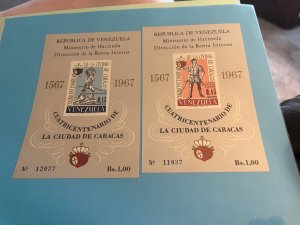 REPUBLICA DE VENEZUELA
Ministerio de Hacienda
Dirección de la Renta Interna
1567 1967
VENEZUELA
CUATRICENTENARIO DE
LA CIUDAD DE CARACAS
Nº 12037 Bs. 1,00
REPUBLICA DE VENEZUELA
Ministerio de Hacienda
Dirección de la Renta Interna
1567 1967
VENEZUELA
CUATRICENTENARIO DE
LA CIUDAD DE CARACAS
Nº 11037 Bs. 1,00